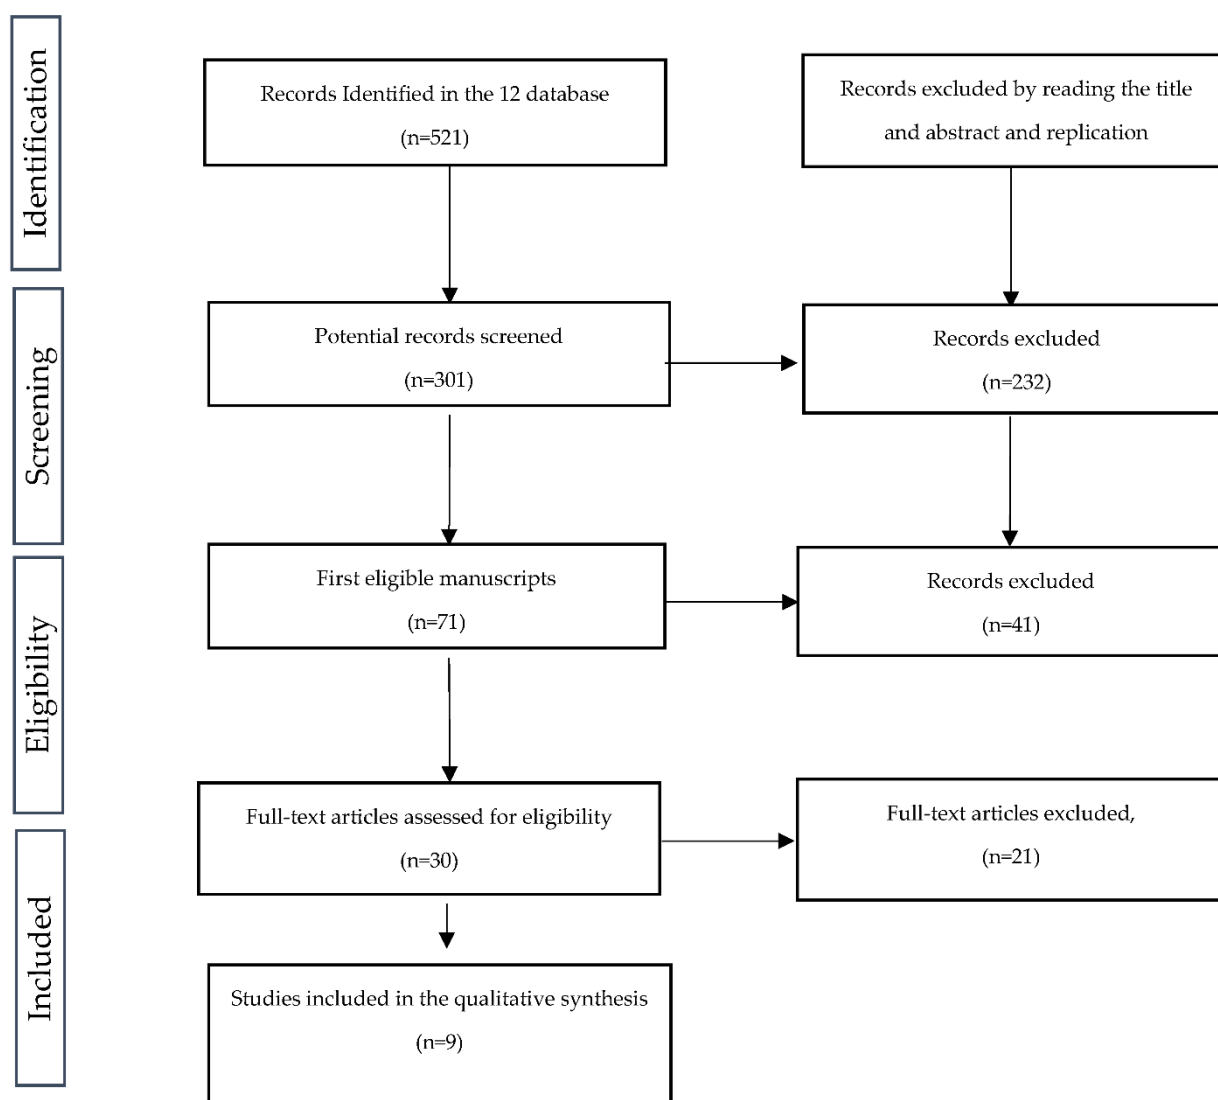 Identification
Records Identified in the 12 database
(n=521)
Records excluded by reading the title
and abstract and replication
Screening
Potential records screened
(n=301)
Records excluded
(n=232)
Eligibility
First eligible manuscripts
(n=71)
Records excluded
(n=41)
Full-text articles assessed for eligibility
(n=30)
Full-text articles excluded,
(n=21)
Included
Studies included in the qualitative synthesis
(n=9)